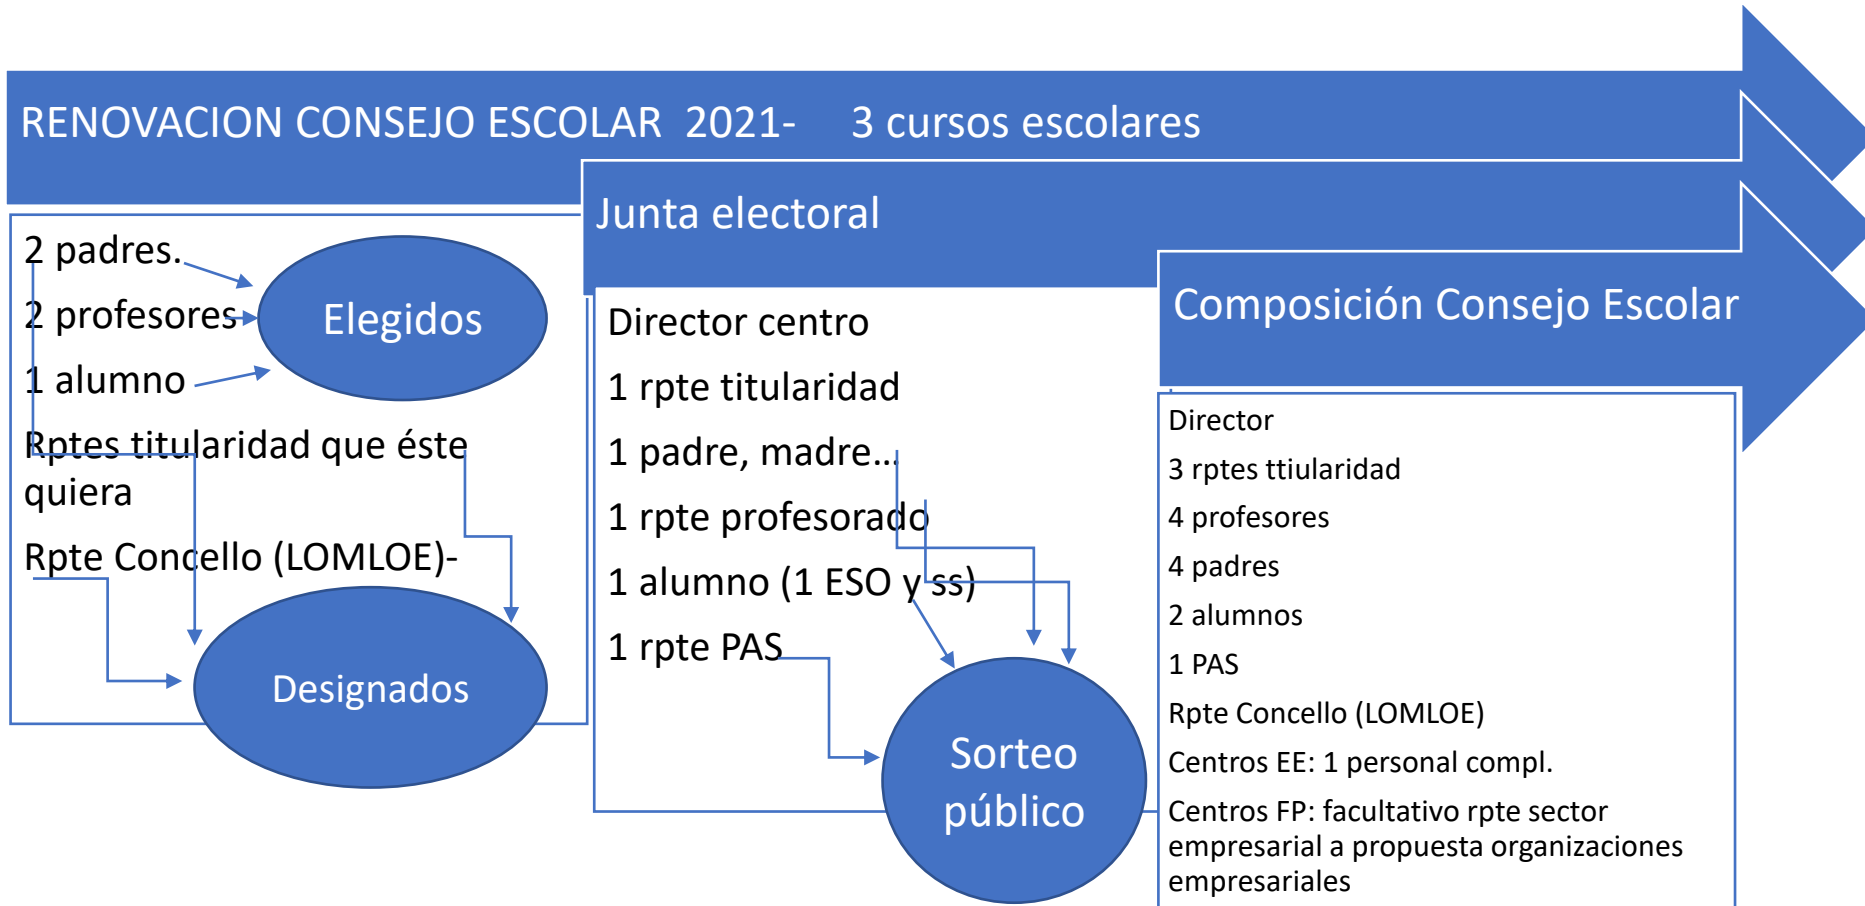 RENOVACION CONSEJO ESCOLAR 2021- 3 cursos escolares
2 padres.
2 profesores
1 alumno
Rptes titularidad que éste
quiera
Rpte Concello (LOMLOE)-
Elegidos
Designados
Junta electoral
Director centro
1 rpte titularidad
1 padre, madre...
1 rpte profesorado
1 alumno (1 ESO y ss)
1 rpte PAS
Sorteo
público
Composición Consejo Escolar
Director
3 rptes ttiularidad
4 profesores
4 padres
2 alumnos
1 PAS
Rpte Concello (LOMLOE)
Centros EE: 1 personal compl.
Centros FP: facultativo rpte sector
empresarial a propuesta organizaciones
empresariales